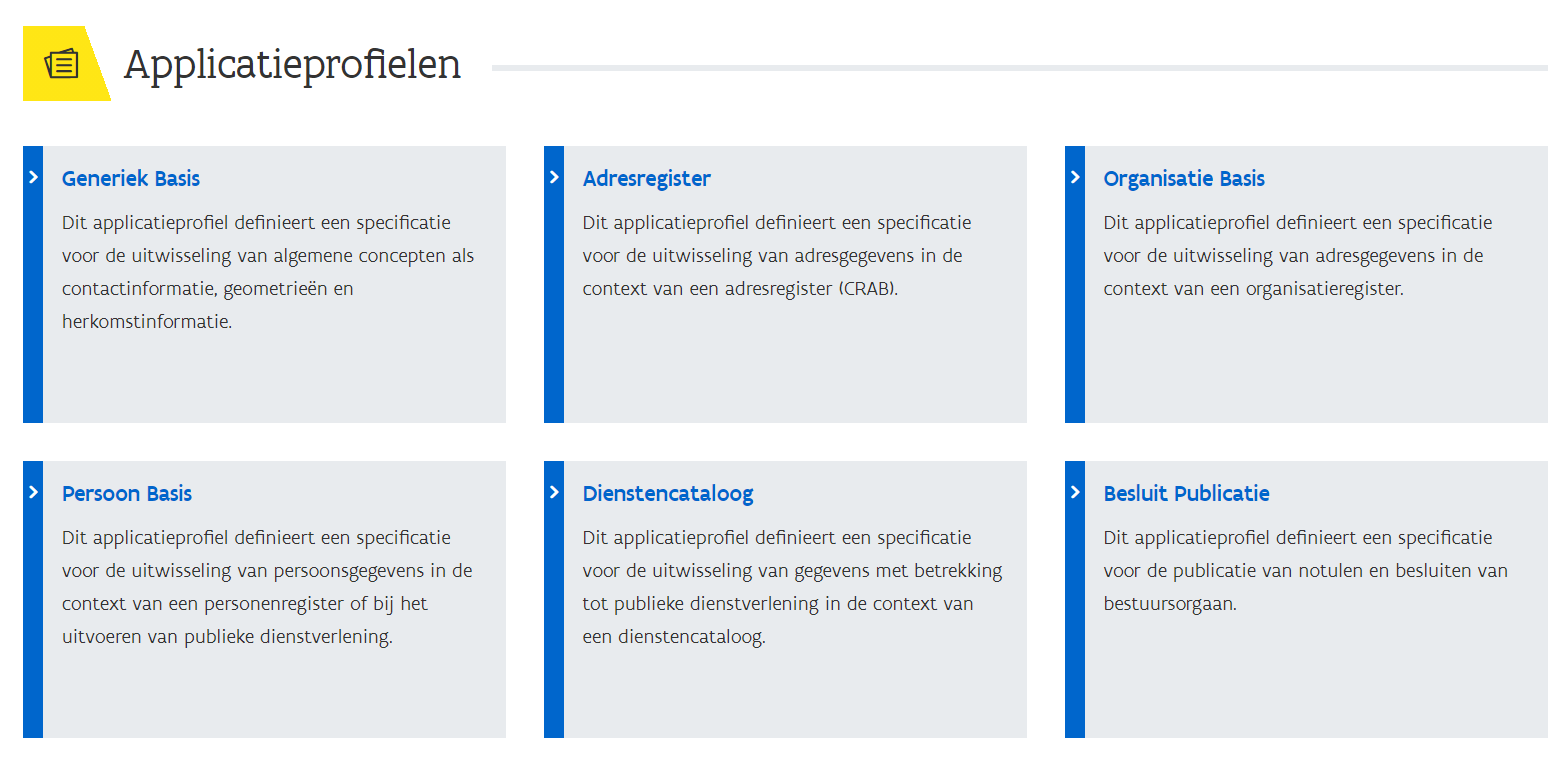 Applicatieprofielen
Generiek Basis
Dit applicatieprofiel definieert een specificatie
voor de uitwisseling van algemene concepten als
contactinformatie, geometrieën en
herkomstinformatie.
Adresregister
Dit applicatieprofiel definieert een specificatie
voor de uitwisseling van adresgegevens in de
context van een adresregister (CRAB).
Organisatie Basis
Dit applicatieprofiel definieert een specificatie
voor de uitwisseling van adresgegevens in de
context van een organisatieregister.
Persoon Basis
Dit applicatieprofiel definieert een specificatie
voor de uitwisseling van persoonsgegevens in de
context van een personenregister of bij het
uitvoeren van publieke dienstverlening.
Dienstencataloog
Dit applicatieprofiel definieert een specificatie
voor de uitwisseling van gegevens met betrekking
tot publieke dienstverlening in de context van
een dienstencataloog.
Besluit Publicatie
Dit applicatieprofiel definieert een specificatie
voor de publicatie van notulen en besluiten van
bestuursorgaan.